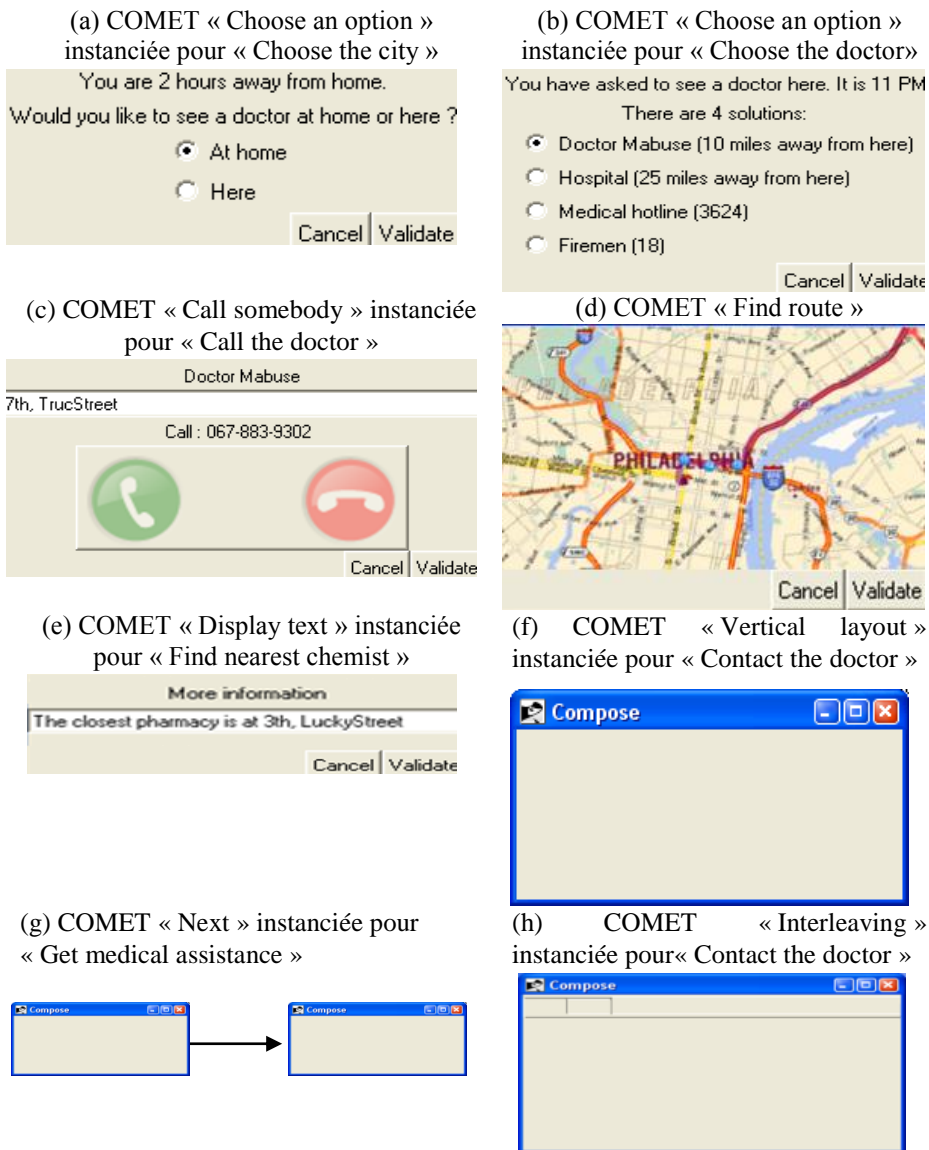 (a) COMET « Choose an option »
instanciée pour « Choose the city »
You are 2 hours away from home.
Would you like to see a doctor at home or here ?
At home
Here
Cancel Validate
(b) COMET « Choose an option »
instanciée pour « Choose the doctor»
You have asked to see a doctor here. It is 11 PM
There are 4 solutions:
Doctor Mabuse (10 miles away from here)
Hospital (25 miles away from here)
Medical hotline (3624)
Firemen (18)
Cancel Validate
(c) COMET « Call somebody » instanciée
pour « Call the doctor »
Doctor Mabuse
7th, TrucStreet
Call : 067-883-9302
Cancel Validate
(d) COMET « Find route »
PHILADELPHIA
PHILADELPHIA
Camden
Cancel Validate
(e) COMET « Display text » instanciée
pour « Find nearest chemist »
More information
The closest pharmacy is at 3th, LuckyStreet
Cancel Validate
(f) COMET « Vertical layout »
instanciée pour « Contact the doctor »
Compose
(g) COMET « Next » instanciée pour
« Get medical assistance »
Compose
Compose
(h) COMET « Interleaving »
instanciée pour« Contact the doctor »
Compose